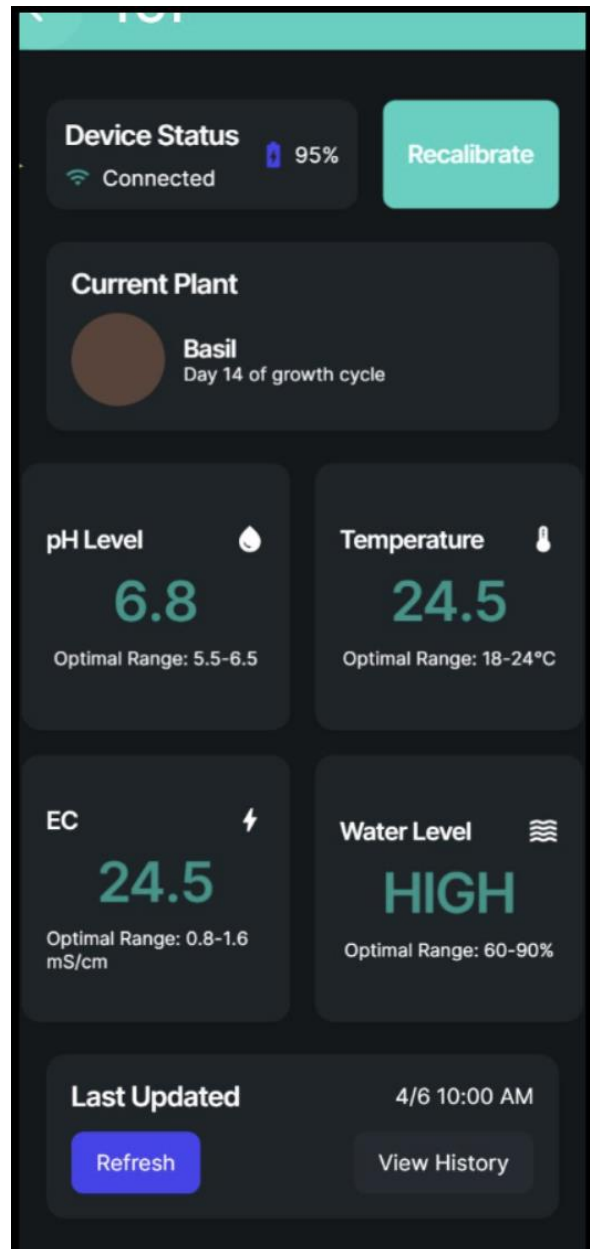 Device Status
95%
Connected
Recalibrate
Current Plant
Basil
Day 14 of growth cycle
pH Level
6.8
Optimal Range: 5.5-6.5
Temperature
24.5
Optimal Range: 18-24°C
EC
24.5
Optimal Range: 0.8-1.6
mS/cm
Water Level
HIGH
Optimal Range: 60-90%
Last Updated
4/6 10:00 AM
Refresh
View History